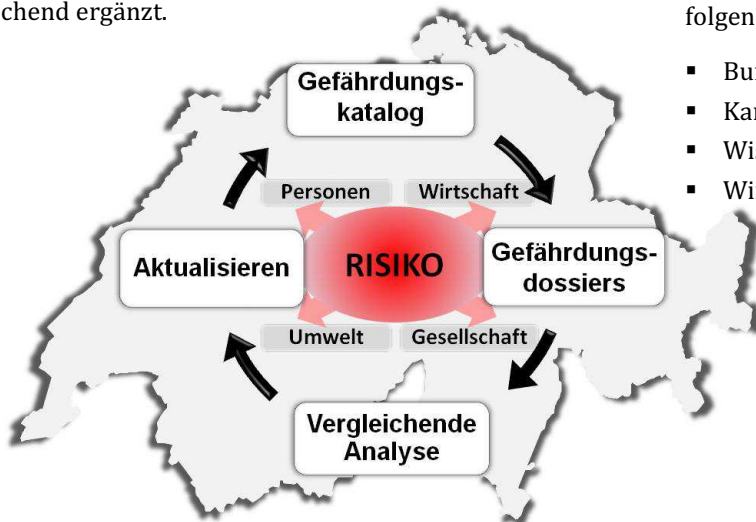 chend ergänzt.
folgen
Gefährdungs-
katalog
Personen
Wirtschaft
Aktualisieren
RISIKO
Gefährdungs-
dossiers
Umwelt
Gesellschaft
Vergleichende
Analyse